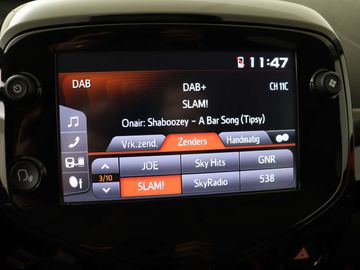 11:47
DAB DAB+ CH 11C
SLAM!
Onair: Shaboozey - A Bar Song (Tipsy)
Vrk.zend. Zenders Handmatig
JOE Sky Hits GNR
3/10
SLAM! SkyRadio 538